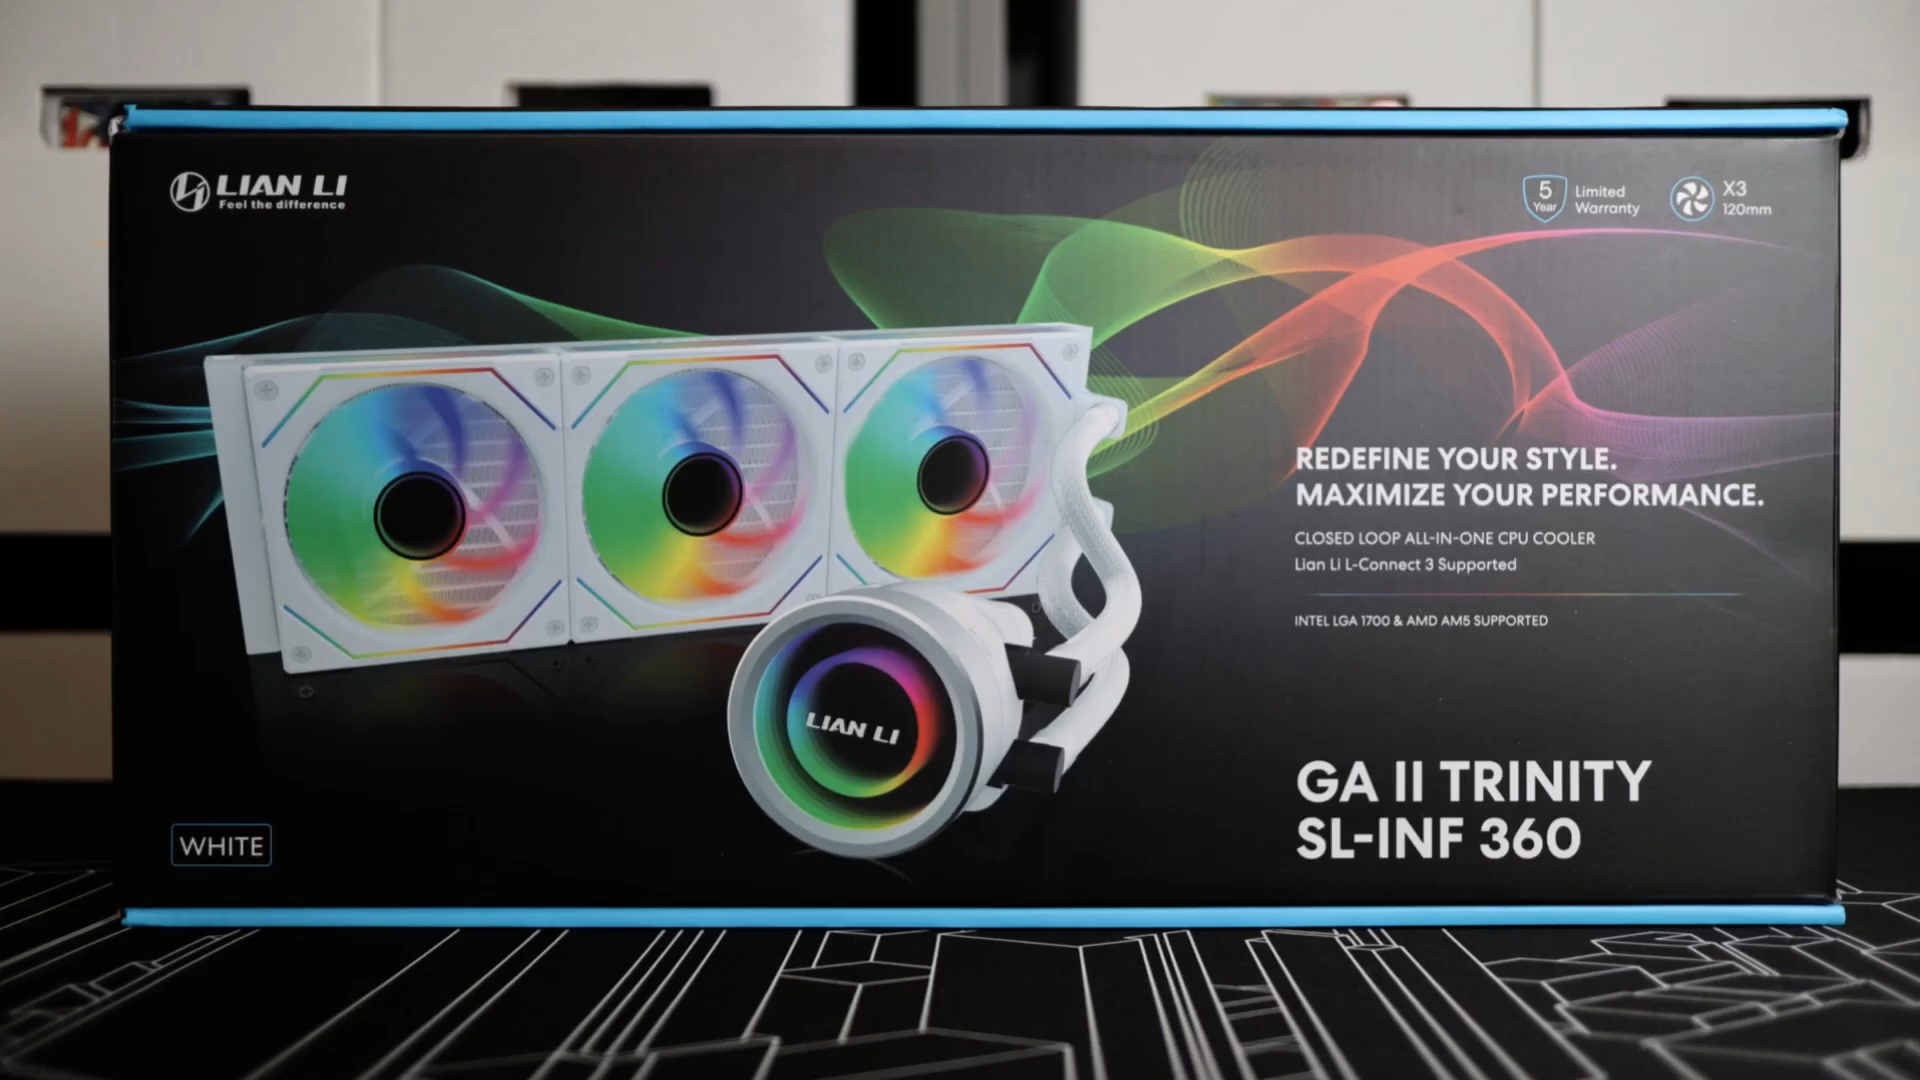 LIAN LI
Feel the difference
5
Year
Limited
Warranty
X3
120mm
REDEFINE YOUR STYLE.
MAXIMIZE YOUR PERFORMANCE.
CLOSED LOOP ALL-IN-ONE CPU COOLER
Lian Li L-Connect 3 Supported
INTEL LGA 1700 & AMD AM5 SUPPORTED
LIAN LI
GA II TRINITY
SL-INF 360
WHITE